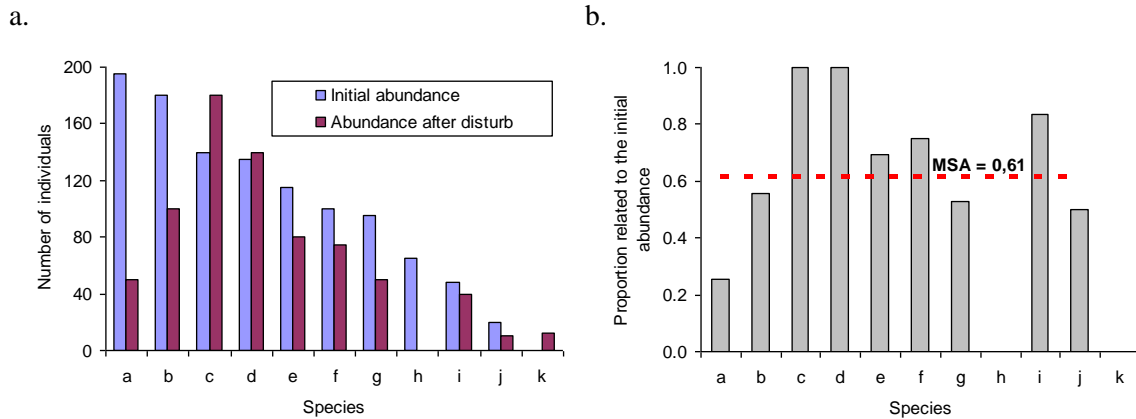 a.
b.
200
160
120
80
40
0
Number of individuals
Initial abundance
Abundance after disturb
a b c d e f g h i j k
Species
1.0
0.8
0.6
0.4
0.2
0.0
Proportion related to the initial
abundance
MSA = 0,61
a b c d e f g h i j k
Species